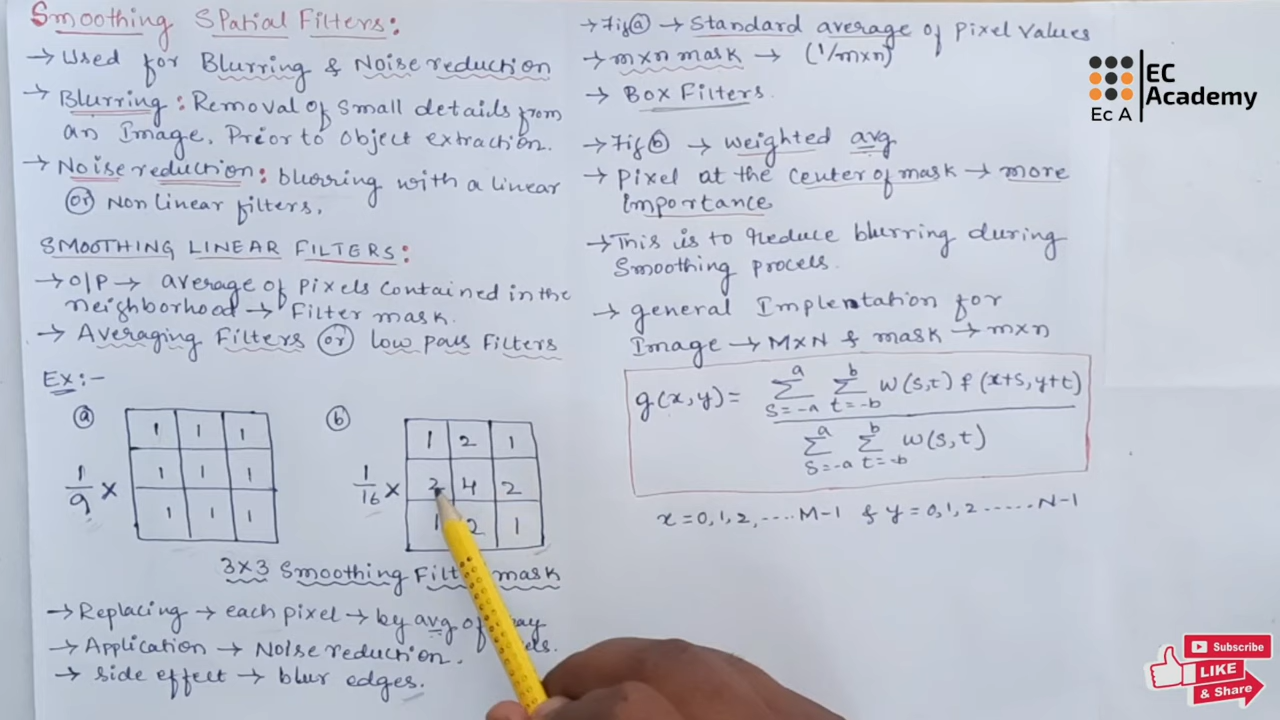 Smoothing Spatial Filters:
→ Used for Blurring & Noise reduction
→ Blurring: Removal of small details from
an Image, Prior to object extraction.
→ Noise reduction: blurring with a linear
(or) Non linear filters.
SMOOTHING LINEAR FILTERS:
→ O/P → average of pixels contained in the
neighborhood → Filter mask.
→ Averaging Filters (or) low pass Filters
Ex:-
(a)
1/9 ×
1 1 1
1 1 1
1 1 1
(b)
1/16 ×
1 2 1
2 4 2
1 2 1
3×3 Smoothing Filter mask
→ Replacing → each pixel → by avg of
→ Application → Noise reduction.
→ side effect → blur edges.
→ Fig (a) → Standard average of pixel values
→ m×n mask → (1/m×n)
→ Box Filters.
→ Fig (b) → weighted avg
→ Pixel at the center of mask → more
importance
→ This is to reduce blurring during
smoothing process.
→ general Implentation for
Image → M×N & mask → m×n
g(x,y) = Σ_{s=-a}^{a} Σ_{t=-b}^{b} w(s,t) f(x+s, y+t) / Σ_{s=-a}^{a} Σ_{t=-b}^{b} w(s,t)
x = 0,1,2,....M-1 & y = 0,1,2......N-1
EC
Academy
Ec A
Subscribe
LIKE
& Share